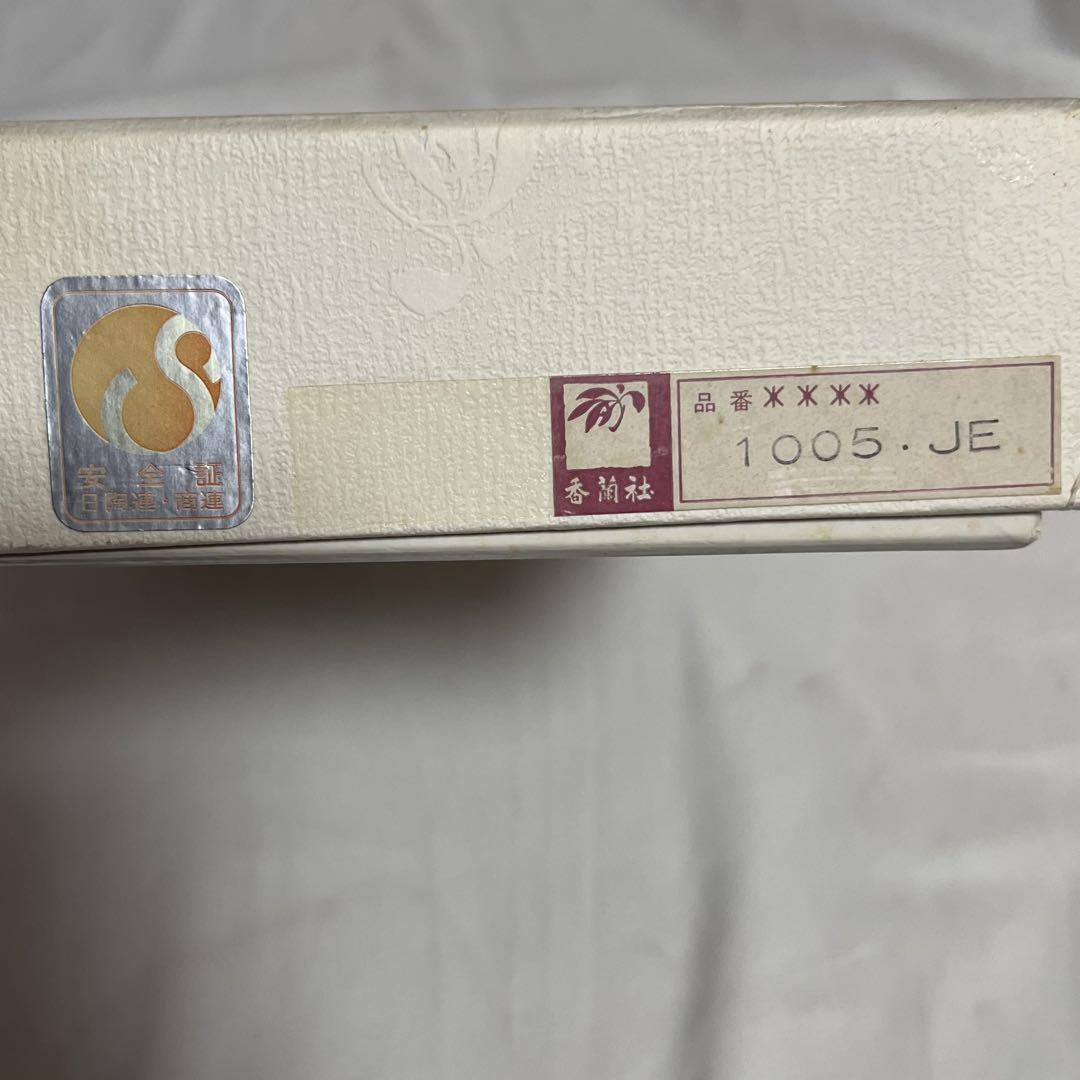 安全証
日陶連・商連
香蘭社
品番 ****
1005.JE